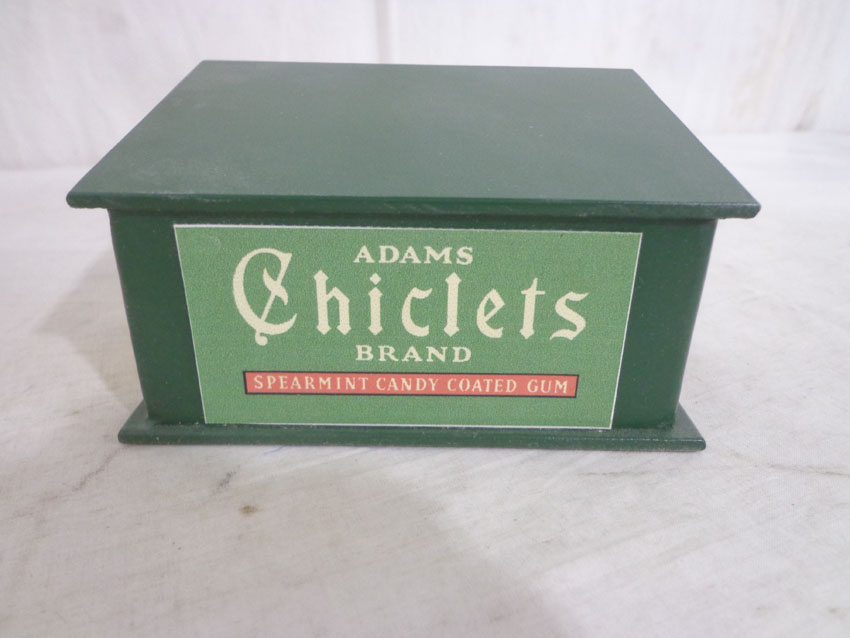 ADAMS
Chiclets
BRAND
SPEARMINT CANDY COATED GUM